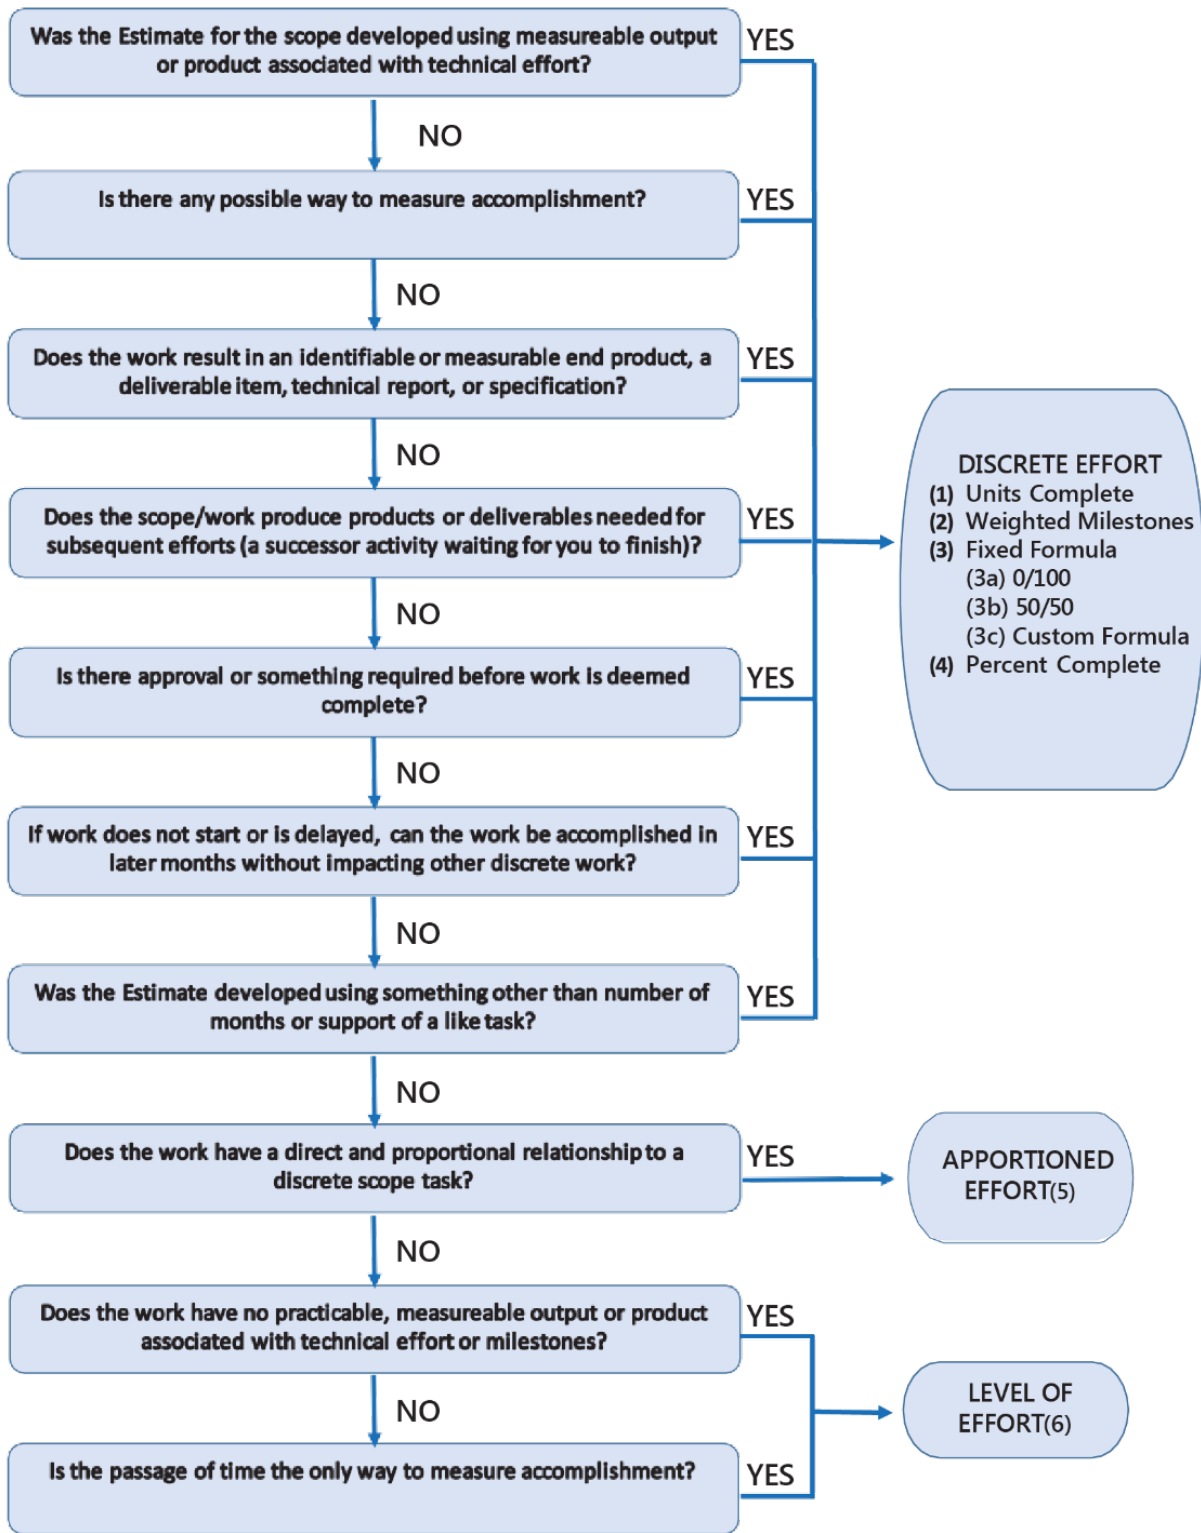 Was the Estimate for the scope developed using measureable output
or product associated with technical effort?
YES
NO
Is there any possible way to measure accomplishment?
YES
NO
Does the work result in an identifiable or measurable end product, a
deliverable item, technical report, or specification?
YES
NO
Does the scope/work produce products or deliverables needed for
subsequent efforts (a successor activity waiting for you to finish)?
YES
NO
Is there approval or something required before work is deemed
complete?
YES
NO
If work does not start or is delayed, can the work be accomplished in
later months without impacting other discrete work?
YES
NO
Was the Estimate developed using something other than number of
months or support of a like task?
YES
DISCRETE EFFORT
(1) Units Complete
(2) Weighted Milestones
(3) Fixed Formula
(3a) 0/100
(3b) 50/50
(3c) Custom Formula
(4) Percent Complete
NO
Does the work have a direct and proportional relationship to a
discrete scope task?
YES
APPORTIONED
EFFORT(5)
NO
Does the work have no practicable, measureable output or product
associated with technical effort or milestones?
YES
NO
Is the passage of time the only way to measure accomplishment?
YES
LEVEL OF
EFFORT(6)